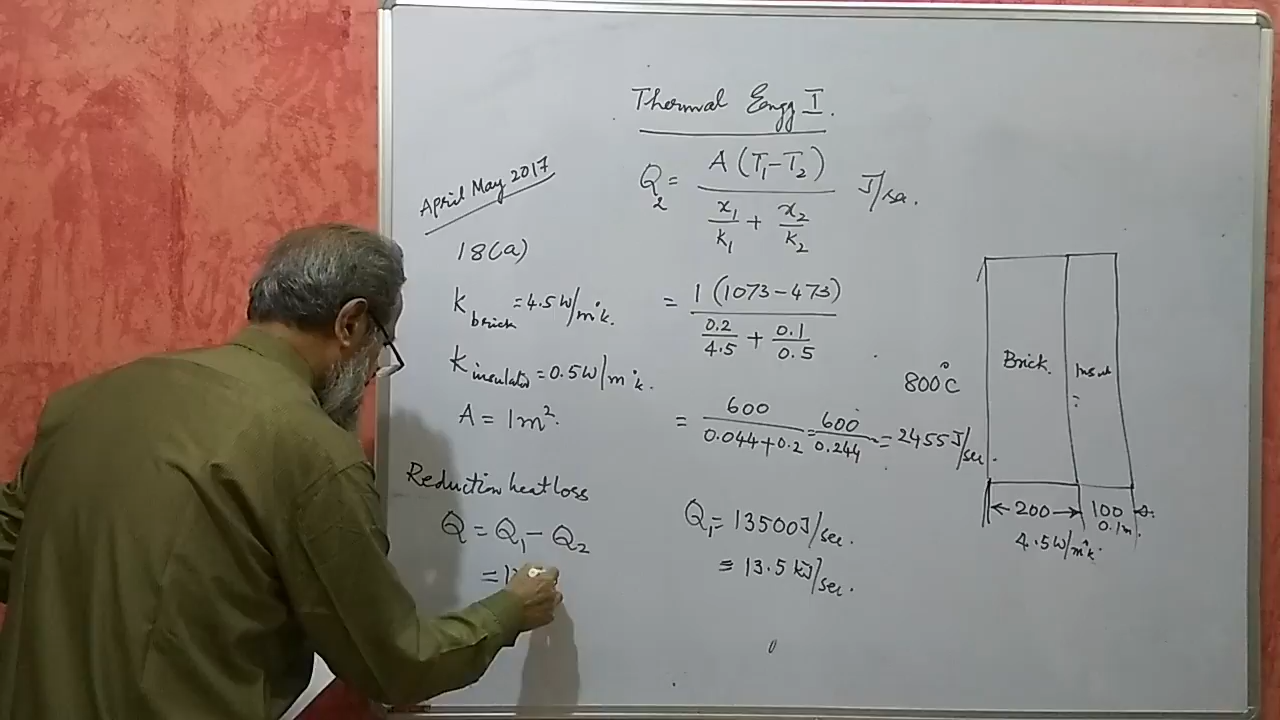 Thermal Engg I.
April May 2017
18(a)
K brick = 4.5 W/m°k.
K insulator = 0.5 W/m°k.
A = 1m².
Reduction heat loss
Q = Q₁ − Q₂
Q₂ = A (T₁−T₂) / (x₁/k₁ + x₂/k₂) J/sec.
= 1 (1073−473) / (0.2/4.5 + 0.1/0.5)
= 600 / (0.044+0.2) = 600/0.244 = 2455 J/sec.
Q₁ = 13500 J/sec.
= 13.5 kJ/sec.
800°C
Brick.
← 200 →
100
0.1m.
4.5 W/m°k.